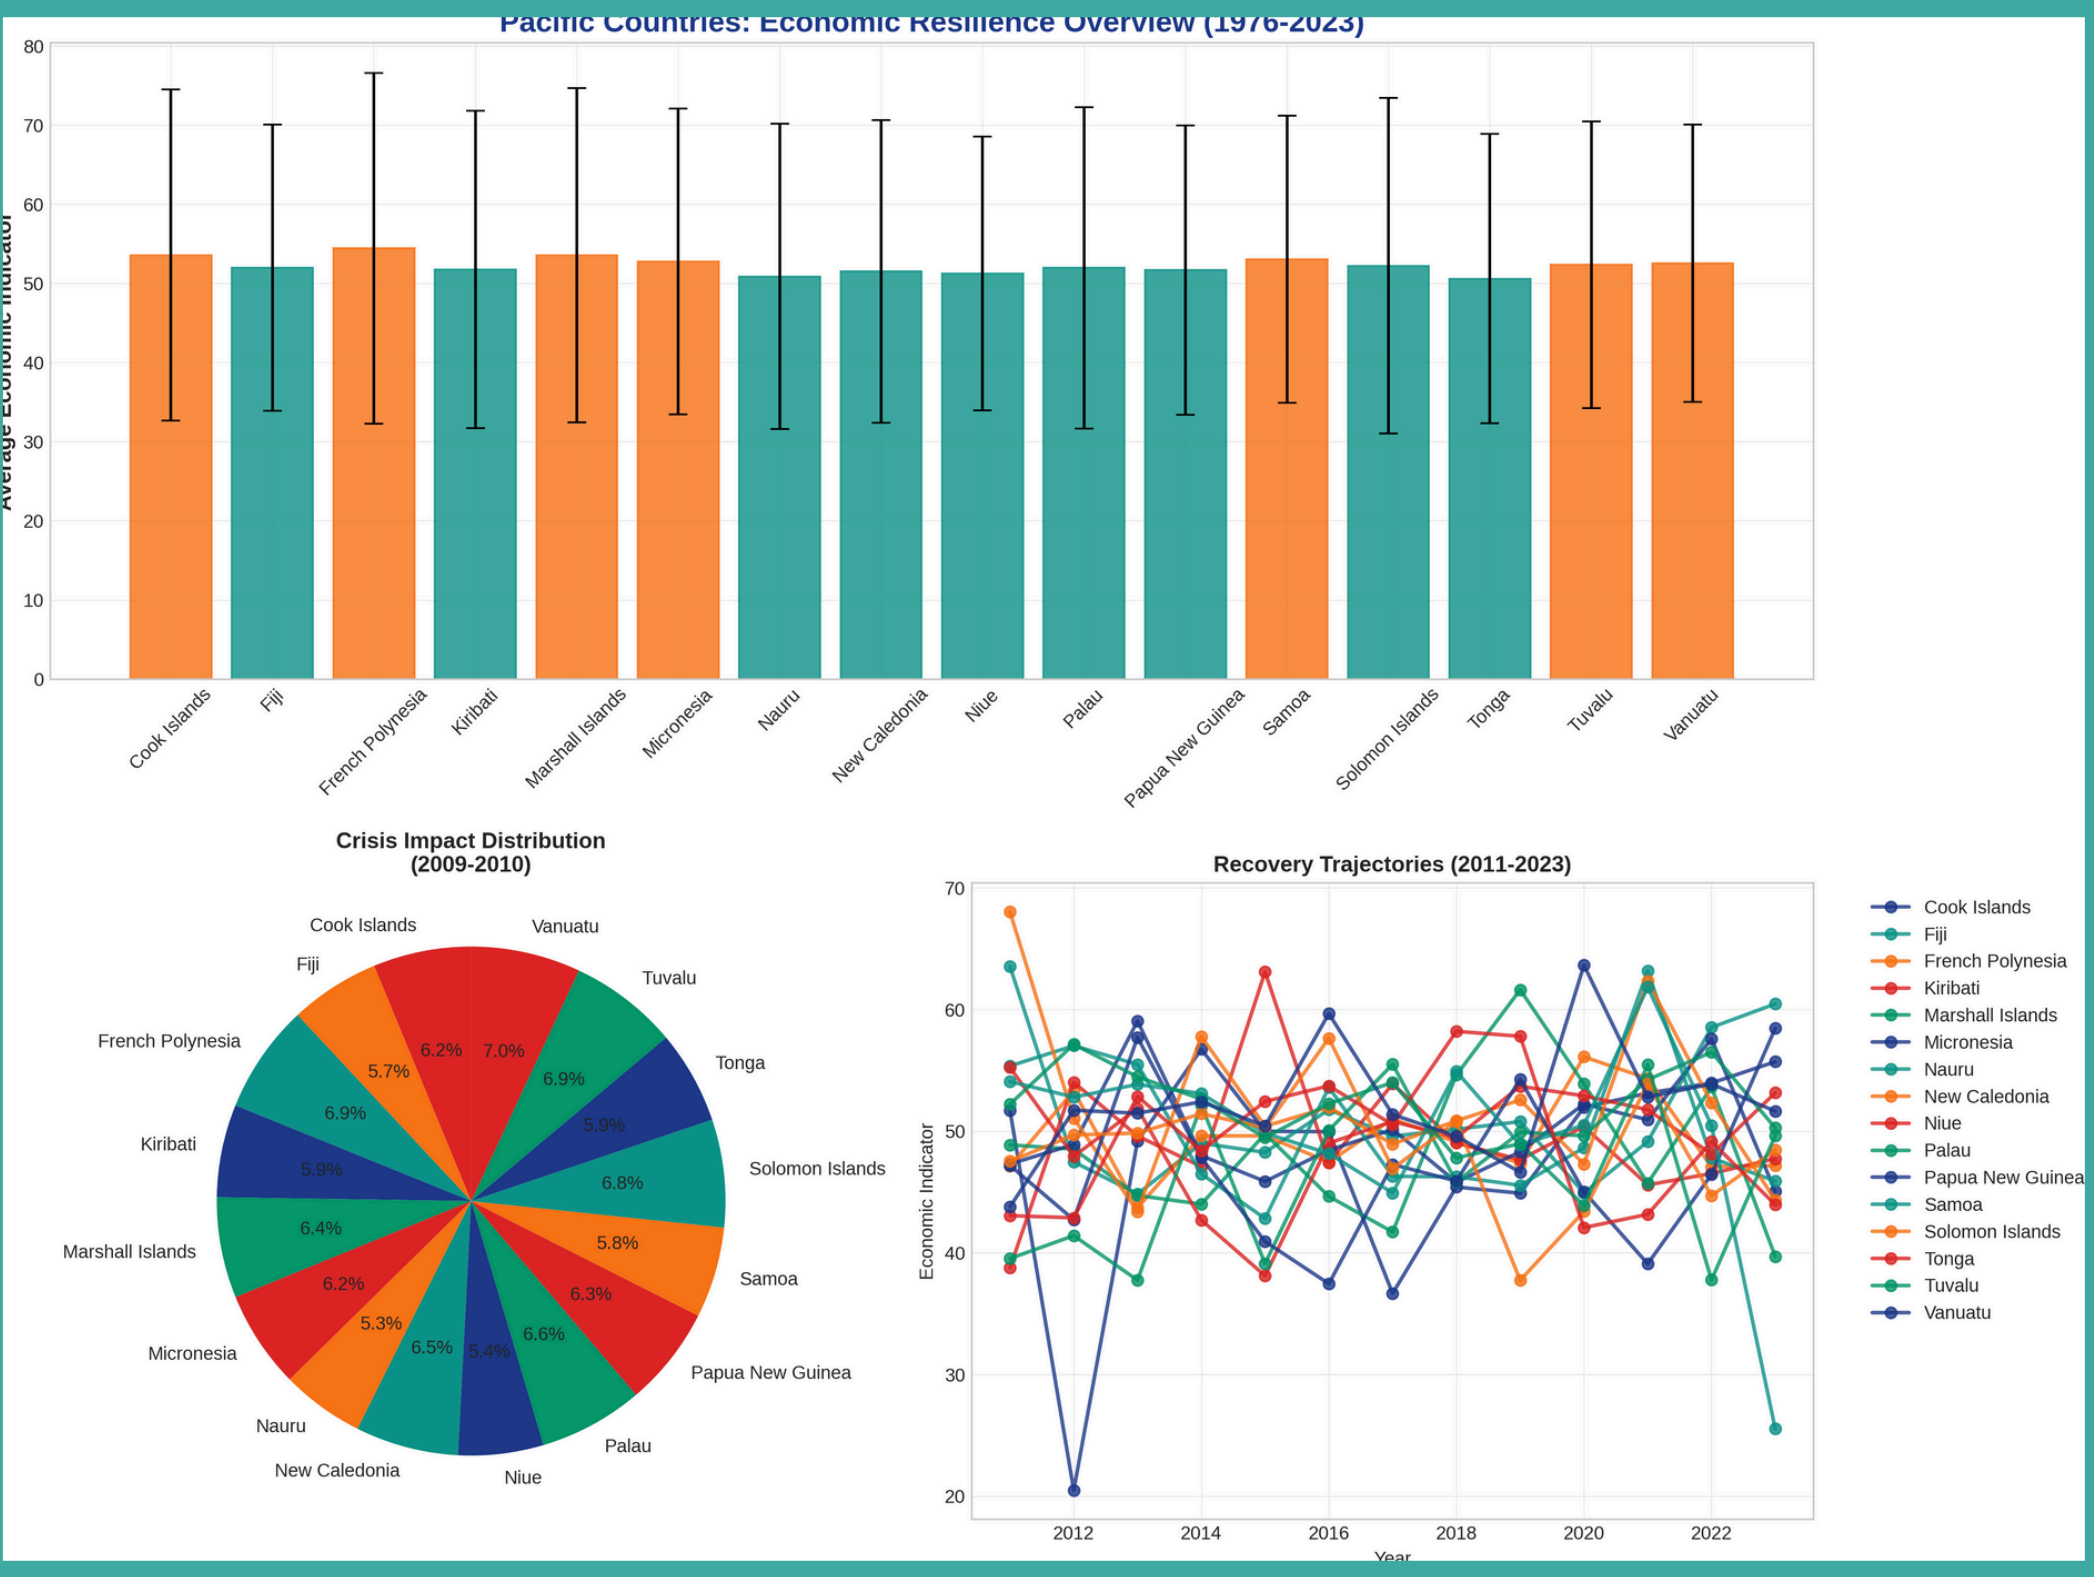 Pacific Countries: Economic Resilience Overview (1976-2023)
Average Economic Indicator
80
70
60
50
40
30
20
10
0
Cook Islands
Fiji
French Polynesia
Kiribati
Marshall Islands
Micronesia
Nauru
New Caledonia
Niue
Palau
Papua New Guinea
Samoa
Solomon Islands
Tonga
Tuvalu
Vanuatu
Crisis Impact Distribution
(2009-2010)
Cook Islands
Fiji
French Polynesia
Kiribati
Marshall Islands
Micronesia
Nauru
New Caledonia
Niue
Palau
Papua New Guinea
Samoa
Solomon Islands
Tonga
Tuvalu
Vanuatu
6.2%
5.7%
6.9%
5.9%
6.4%
6.2%
5.3%
6.5%
5.4%
6.6%
6.3%
5.8%
6.8%
5.9%
6.9%
7.0%
Recovery Trajectories (2011-2023)
Economic Indicator
70
60
50
40
30
20
2012
2014
2016
2018
2020
2022
Year
Cook Islands
Fiji
French Polynesia
Kiribati
Marshall Islands
Micronesia
Nauru
New Caledonia
Niue
Palau
Papua New Guinea
Samoa
Solomon Islands
Tonga
Tuvalu
Vanuatu